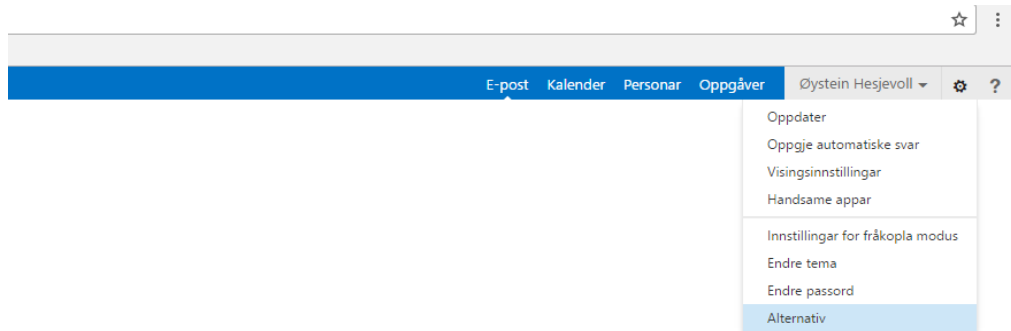 E-post Kalender Personar Oppgåver Øystein Hesjevoll ?
Oppdater
Oppgje automatiske svar
Visingsinnstillingar
Handsame appar
Innstillingar for fråkopla modus
Endre tema
Endre passord
Alternativ